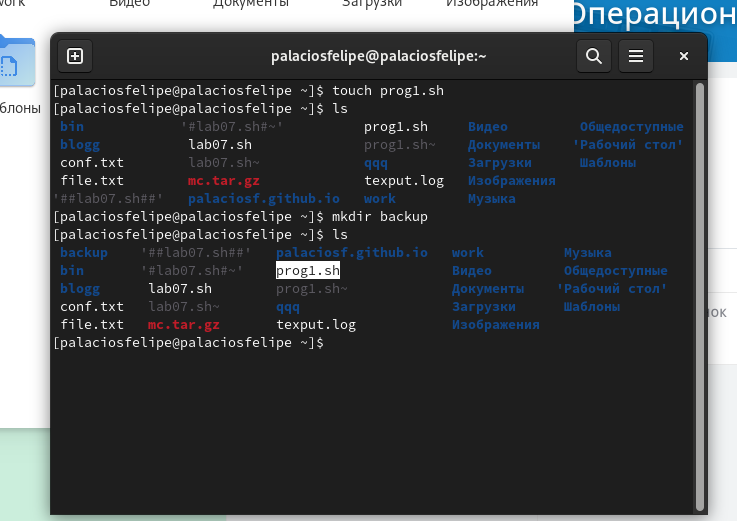 work Видео Документы Загрузки Изображения
Операцион
блоны
palaciosfelipe@palaciosfelipe:~
[palaciosfelipe@palaciosfelipe ~]$ touch prog1.sh
[palaciosfelipe@palaciosfelipe ~]$ ls
bin '#lab07.sh#~' prog1.sh Видео Общедоступные
blogg lab07.sh prog1.sh~ Документы 'Рабочий стол'
conf.txt lab07.sh~ qqq Загрузки Шаблоны
file.txt mc.tar.gz texput.log Изображения
'##lab07.sh##' palaciosf.github.io work Музыка
[palaciosfelipe@palaciosfelipe ~]$ mkdir backup
[palaciosfelipe@palaciosfelipe ~]$ ls
backup '##lab07.sh##' palaciosf.github.io work Музыка
bin '#lab07.sh#~' prog1.sh Видео Общедоступные
blogg lab07.sh prog1.sh~ Документы 'Рабочий стол'
conf.txt lab07.sh~ qqq Загрузки Шаблоны
file.txt mc.tar.gz texput.log Изображения
[palaciosfelipe@palaciosfelipe ~]$
ок